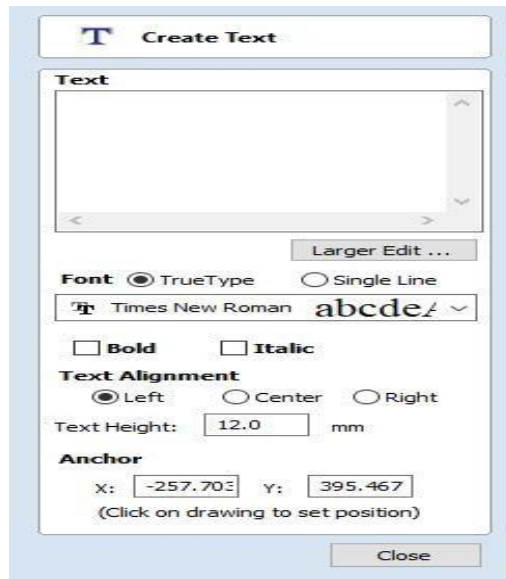 Create Text
Text
Larger Edit ...
Font TrueType Single Line
Times New Roman abcdeA
Bold Italic
Text Alignment
Left Center Right
Text Height: 12.0 mm
Anchor
X: -257.703 Y: 395.467
(Click on drawing to set position)
Close